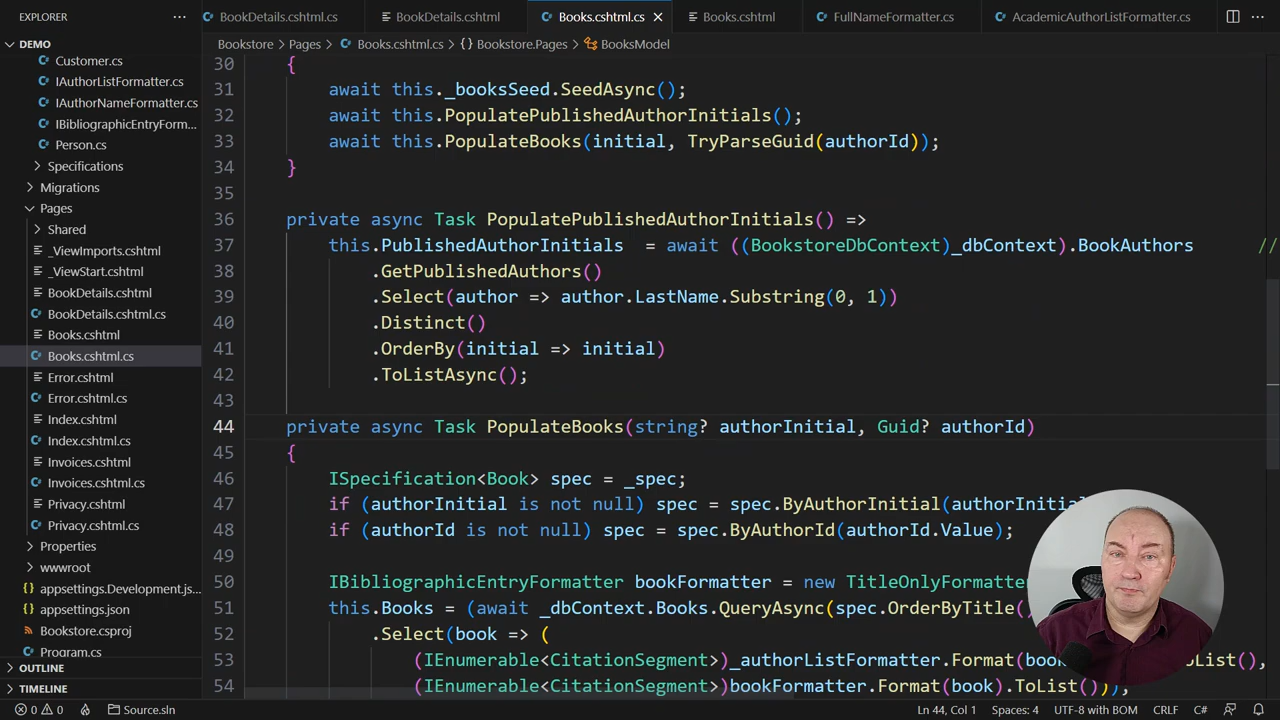 EXPLORER
BookDetails.cshtml.cs
BookDetails.cshtml
Books.cshtml.cs
Books.cshtml
FullNameFormatter.cs
AcademicAuthorListFormatter.cs
DEMO
Bookstore > Pages > Books.cshtml.cs > {} Bookstore.Pages > BooksModel
Customer.cs
IAuthorListFormatter.cs
IAuthorNameFormatter.cs
IBibliographicEntryForm...
Person.cs
Specifications
Migrations
Pages
Shared
_ViewImports.cshtml
_ViewStart.cshtml
BookDetails.cshtml
BookDetails.cshtml.cs
Books.cshtml
Books.cshtml.cs
Error.cshtml
Error.cshtml.cs
Index.cshtml
Index.cshtml.cs
Invoices.cshtml
Invoices.cshtml.cs
Privacy.cshtml
Privacy.cshtml.cs
Properties
wwwroot
appsettings.Development.js...
appsettings.json
Bookstore.csproj
Program.cs
OUTLINE
TIMELINE
30 {
31 await this._booksSeed.SeedAsync();
32 await this.PopulatePublishedAuthorInitials();
33 await this.PopulateBooks(initial, TryParseGuid(authorId));
34 }
35
36 private async Task PopulatePublishedAuthorInitials() =>
37 this.PublishedAuthorInitials = await ((BookstoreDbContext)_dbContext).BookAuthors //
38 .GetPublishedAuthors()
39 .Select(author => author.LastName.Substring(0, 1))
40 .Distinct()
41 .OrderBy(initial => initial)
42 .ToListAsync();
43
44 private async Task PopulateBooks(string? authorInitial, Guid? authorId)
45 {
46 ISpecification<Book> spec = _spec;
47 if (authorInitial is not null) spec = spec.ByAuthorInitial(authorInitial
48 if (authorId is not null) spec = spec.ByAuthorId(authorId.Value);
49
50 IBibliographicEntryFormatter bookFormatter = new TitleOnlyFormatter
51 this.Books = (await _dbContext.Books.QueryAsync(spec.OrderByTitle()
52 .Select(book => (
53 (IEnumerable<CitationSegment>)_authorListFormatter.Format(boo ToList(),
54 (IEnumerable<CitationSegment>)bookFormatter.Format(book).ToList()));
0 0 Source.sln Ln 44, Col 1 Spaces: 4 UTF-8 with BOM CRLF C#